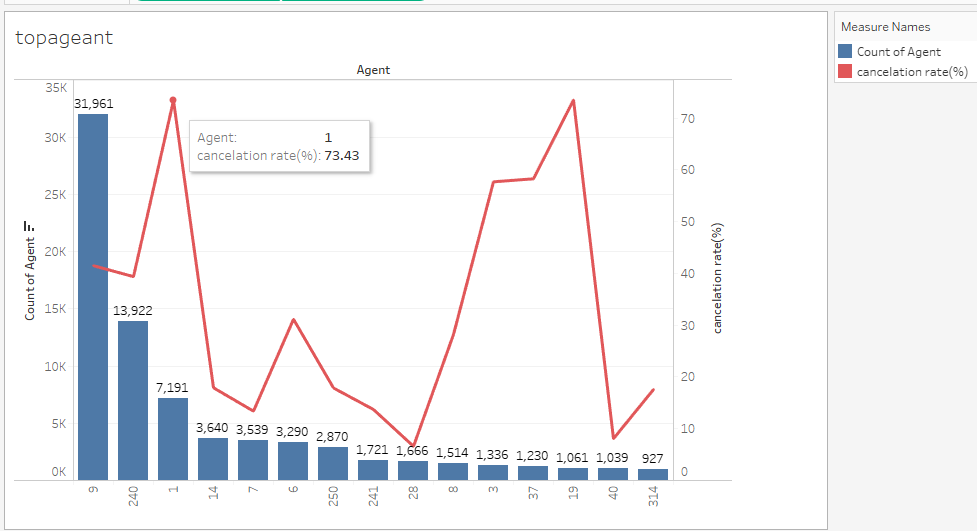 topageant
Measure Names
Count of Agent
cancelation rate(%)
Agent
35K
30K
25K
20K
15K
10K
5K
0K
Count of Agent
31,961
13,922
7,191
3,640
3,539
3,290
2,870
1,721
1,666
1,514
1,336
1,230
1,061
1,039
927
Agent: 1
cancelation rate(%): 73.43
70
60
50
40
30
20
10
0
cancelation rate(%)
9
240
1
14
7
6
250
241
28
8
3
37
19
40
314